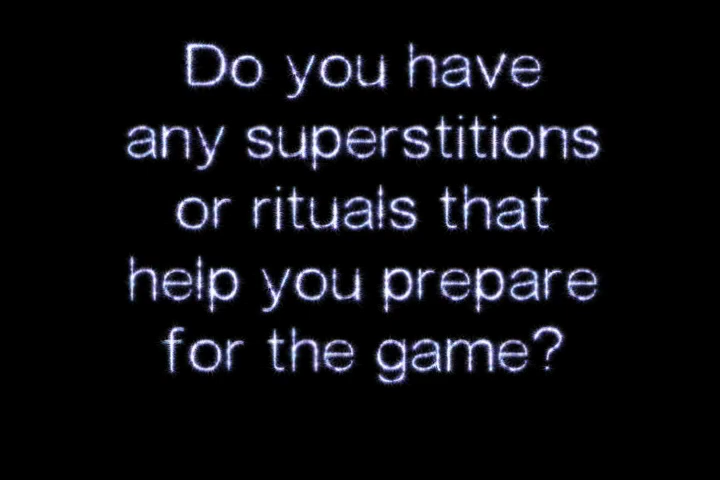 Do you have
any superstitions
or rituals that
help you prepare
for the game?